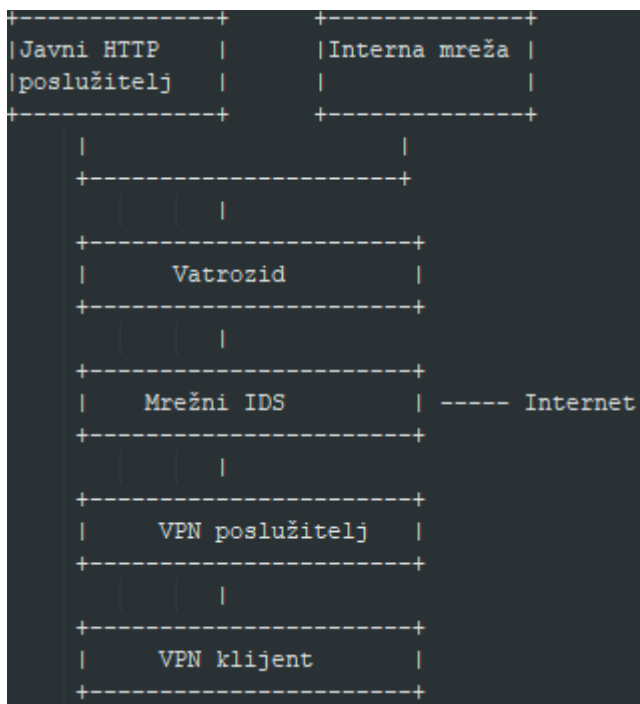 Javni HTTP
poslužitelj
Interna mreža
Vatrozid
Mrežni IDS
Internet
VPN poslužitelj
VPN klijent